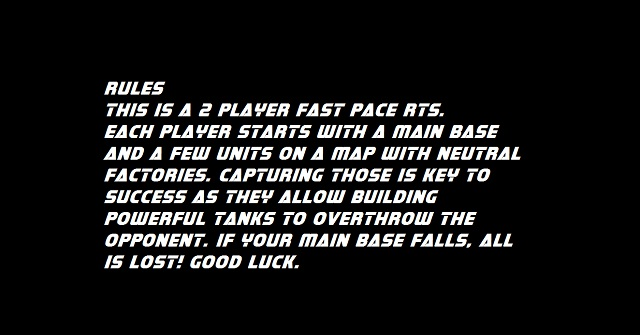 RULES
THIS IS A 2 PLAYER FAST PACE RTS.
EACH PLAYER STARTS WITH A MAIN BASE
AND A FEW UNITS ON A MAP WITH NEUTRAL
FACTORIES. CAPTURING THOSE IS KEY TO
SUCCESS AS THEY ALLOW BUILDING
POWERFUL TANKS TO OVERTHROW THE
OPPONENT. IF YOUR MAIN BASE FALLS, ALL
IS LOST! GOOD LUCK.